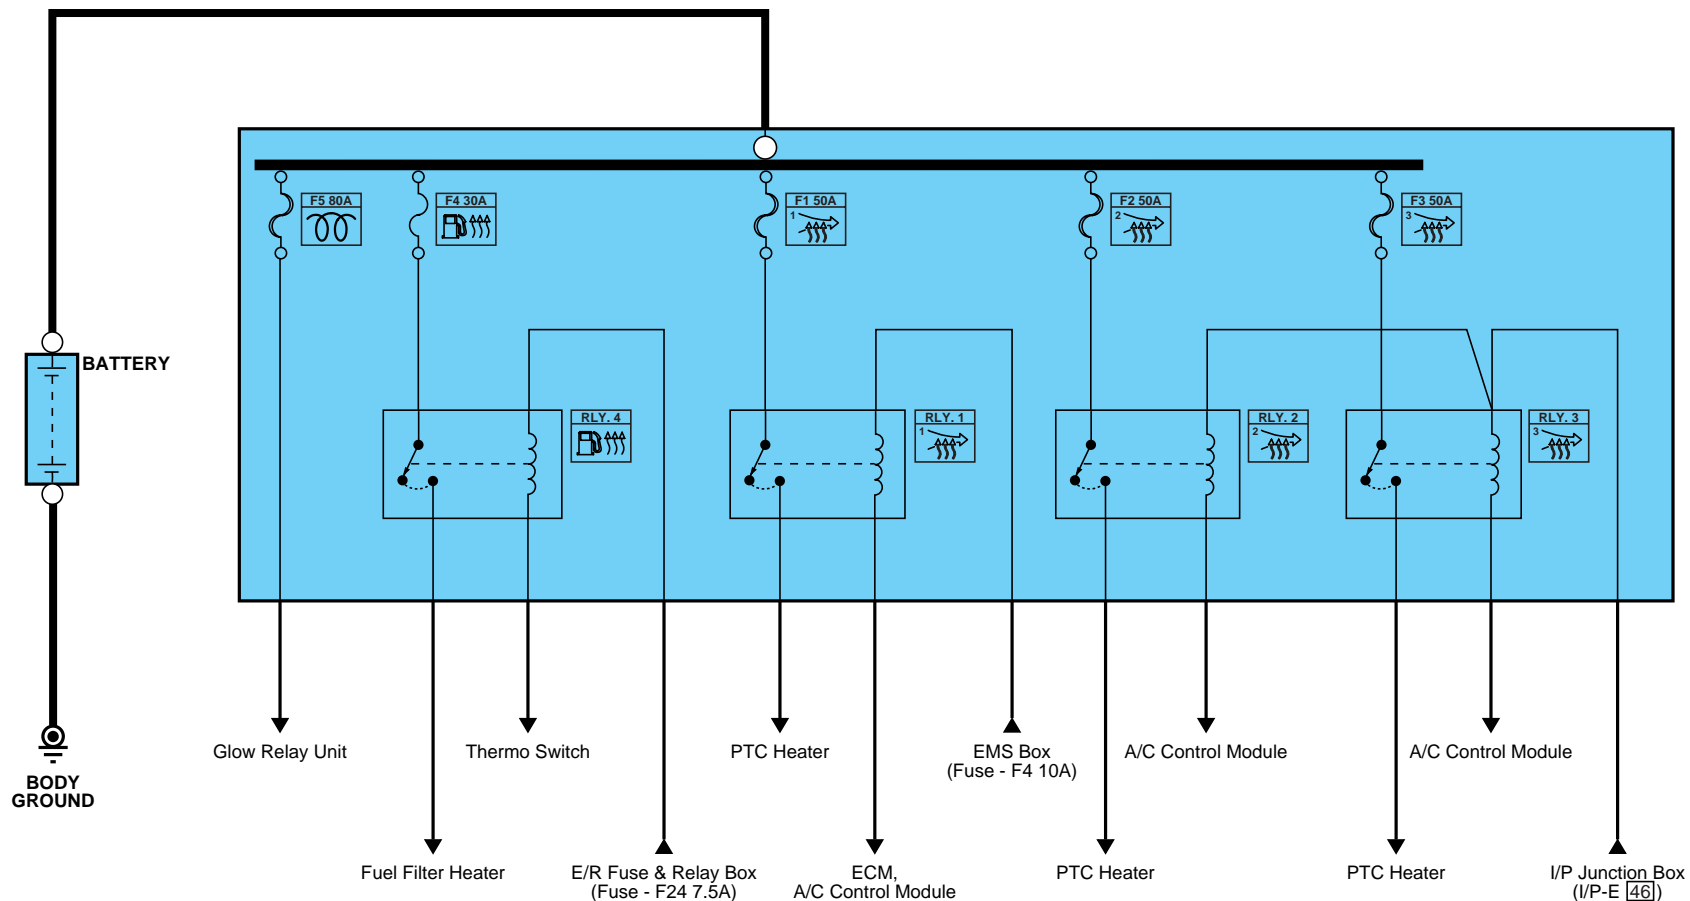 F5 80A
F4 30A
F1 50A
1
F2 50A
2
F3 50A
3
BATTERY
RLY. 4
RLY. 1
1
RLY. 2
2
RLY. 3
3
Glow Relay Unit
Thermo Switch
PTC Heater
EMS Box
(Fuse - F4 10A)
A/C Control Module
A/C Control Module
BODY
GROUND
Fuel Filter Heater
E/R Fuse & Relay Box
(Fuse - F24 7.5A)
ECM,
A/C Control Module
PTC Heater
PTC Heater
I/P Junction Box
(I/P-E 46)